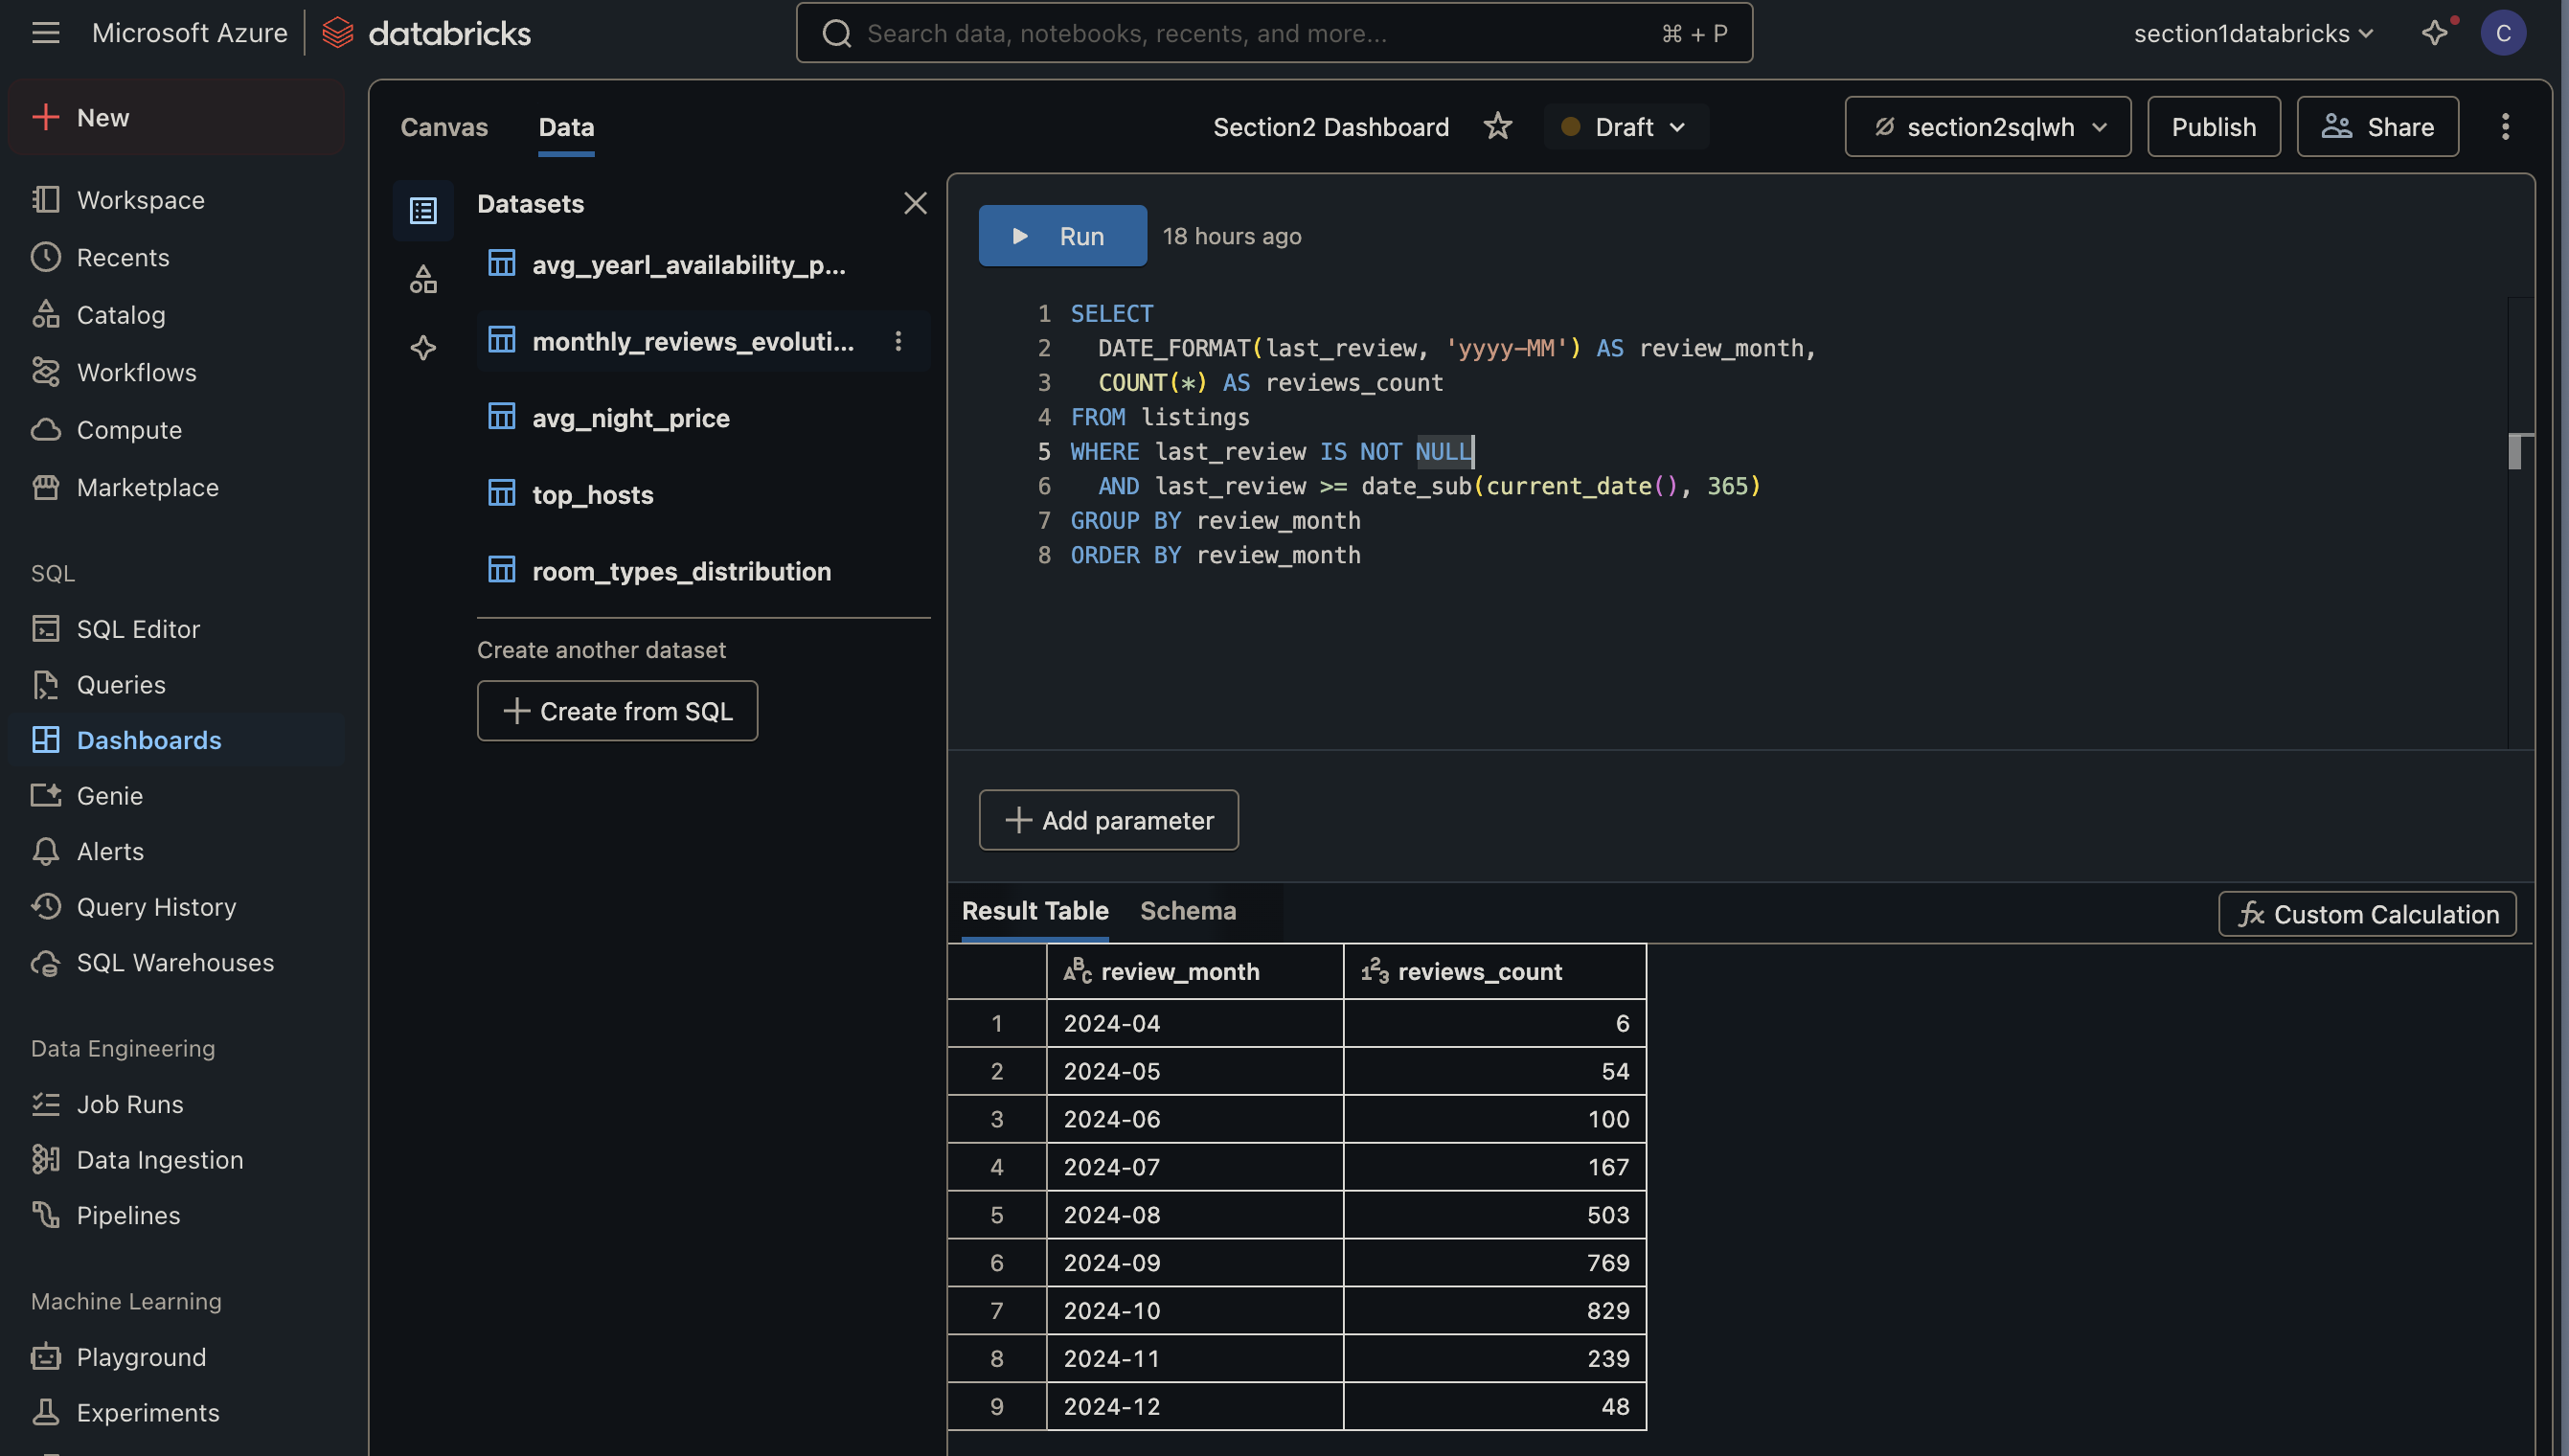 Microsoft Azure
databricks
Search data, notebooks, recents, and more...
⌘ + P
section1databricks
C
New
Workspace
Recents
Catalog
Workflows
Compute
Marketplace
SQL
SQL Editor
Queries
Dashboards
Genie
Alerts
Query History
SQL Warehouses
Data Engineering
Job Runs
Data Ingestion
Pipelines
Machine Learning
Playground
Experiments
Canvas
Data
Section2 Dashboard
Draft
section2sqlwh
Publish
Share
Datasets
avg_yearl_availability_p...
monthly_reviews_evoluti...
avg_night_price
top_hosts
room_types_distribution
Create another dataset
Create from SQL
Run
18 hours ago
1 SELECT
2 DATE_FORMAT(last_review, 'yyyy-MM') AS review_month,
3 COUNT(*) AS reviews_count
4 FROM listings
5 WHERE last_review IS NOT NULL
6 AND last_review >= date_sub(current_date(), 365)
7 GROUP BY review_month
8 ORDER BY review_month
Add parameter
Result Table
Schema
fx Custom Calculation
ABC review_month 123 reviews_count
1 2024-04 6
2 2024-05 54
3 2024-06 100
4 2024-07 167
5 2024-08 503
6 2024-09 769
7 2024-10 829
8 2024-11 239
9 2024-12 48